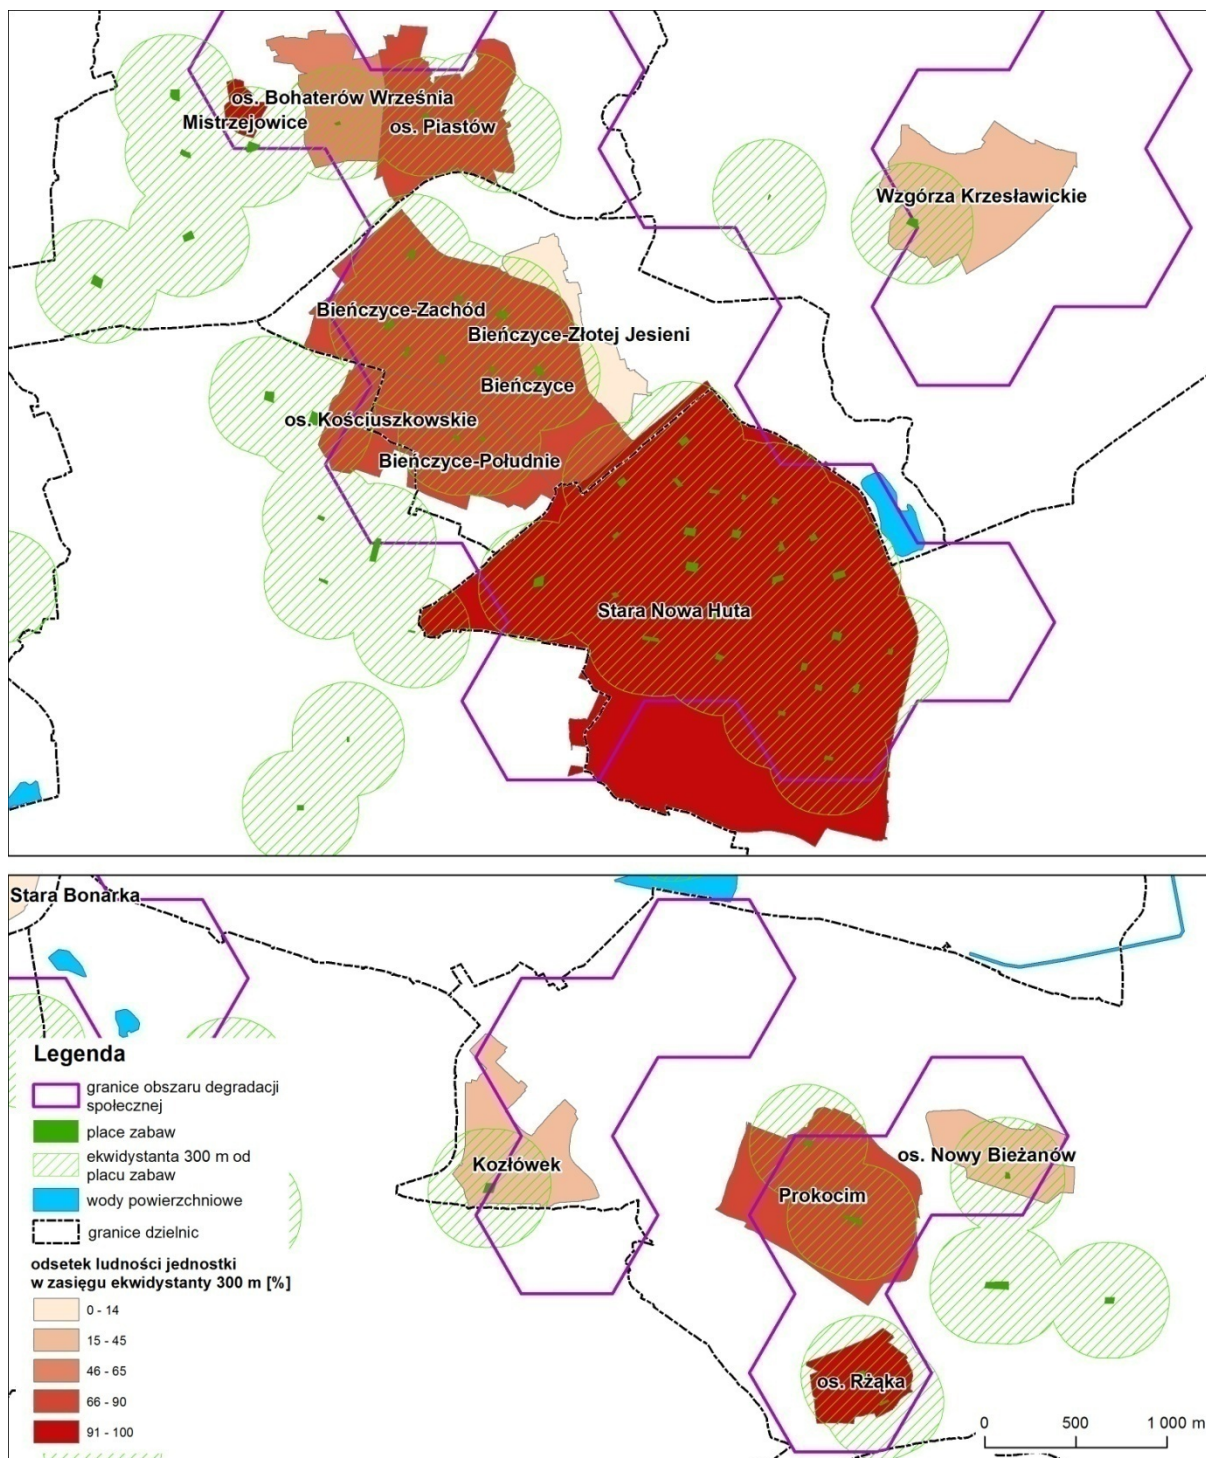 os. Bohaterów Września
Mistrzejowice
os. Piastów
Wzgórza Krzesławickie
Bieńczyce-Zachód
Bieńczyce-Złotej Jesieni
Bieńczyce
os. Kościuszkowskie
Bieńczyce-Południe
Stara Nowa Huta
Stara Bonarka
Legenda
granice obszaru degradacji
społecznej
place zabaw
ekwidystanta 300 m od
placu zabaw
wody powierzchniowe
granice dzielnic
odsetek ludności jednostki
w zasięgu ekwidystanty 300 m [%]
0 - 14
15 - 45
46 - 65
66 - 90
91 - 100
Kozłówek
os. Nowy Bieżanów
Prokocim
os. Rżąka
0 500 1 000 m